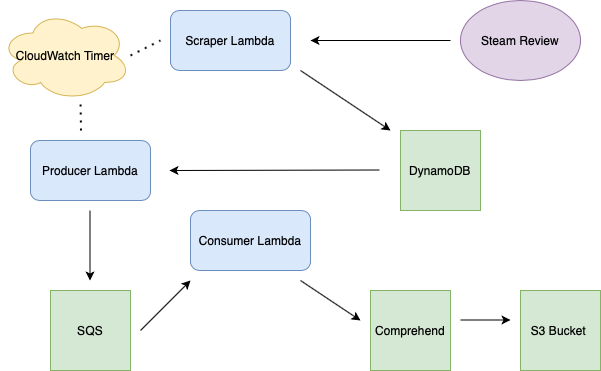 Scraper Lambda
Steam Review
CloudWatch Timer
Producer Lambda
DynamoDB
Consumer Lambda
SQS
Comprehend
S3 Bucket